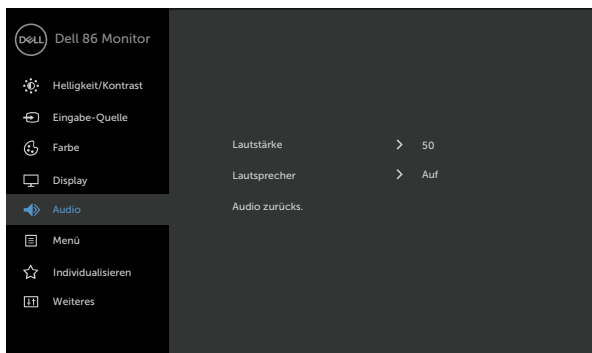 DELL Dell 86 Monitor
Helligkeit/Kontrast
Eingabe-Quelle
Farbe
Display
Audio
Menü
Individualisieren
Weiteres
Lautstärke > 50
Lautsprecher > Auf
Audio zurücks.